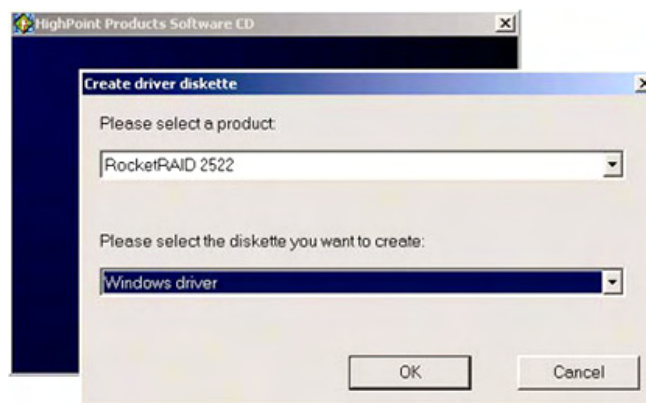 HighPoint Products Software CD
Create driver diskette
Please select a product:
RocketRAID 2522
Please select the diskette you want to create:
Windows driver
OK
Cancel